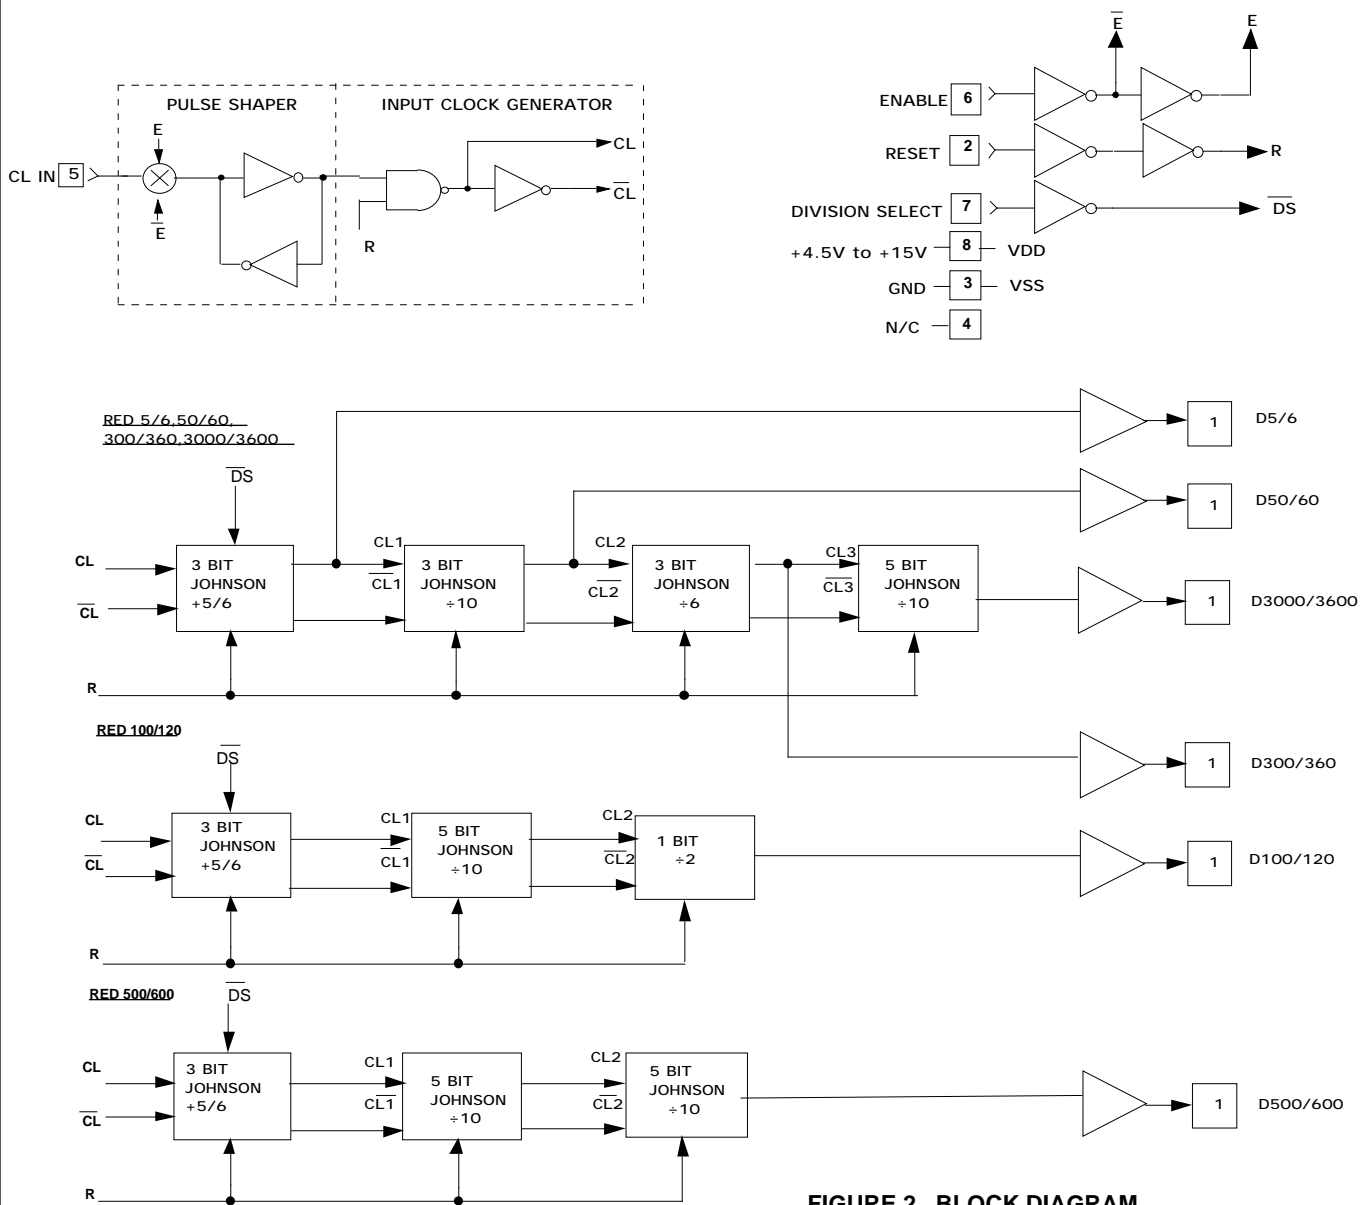 PULSE SHAPER
INPUT CLOCK GENERATOR
E
CL IN 5
E
R
CL
CL
E
E
ENABLE 6
RESET 2
R
DIVISION SELECT 7
DS
+4.5V to +15V 8 VDD
GND 3 VSS
N/C 4
RED 5/6,50/60,
300/360,3000/3600
DS
CL
CL
3 BIT
JOHNSON
+5/6
CL1
CL1
3 BIT
JOHNSON
÷10
CL2
CL2
3 BIT
JOHNSON
÷6
CL3
CL3
5 BIT
JOHNSON
÷10
R
1 D5/6
1 D50/60
1 D3000/3600
1 D300/360
RED 100/120
DS
CL
CL
3 BIT
JOHNSON
+5/6
CL1
CL1
5 BIT
JOHNSON
÷10
CL2
CL2
1 BIT
÷2
R
1 D100/120
RED 500/600
DS
CL
CL
3 BIT
JOHNSON
+5/6
CL1
CL1
5 BIT
JOHNSON
÷10
CL2
CL2
5 BIT
JOHNSON
÷10
R
1 D500/600
FIGURE 2. BLOCK DIAGRAM